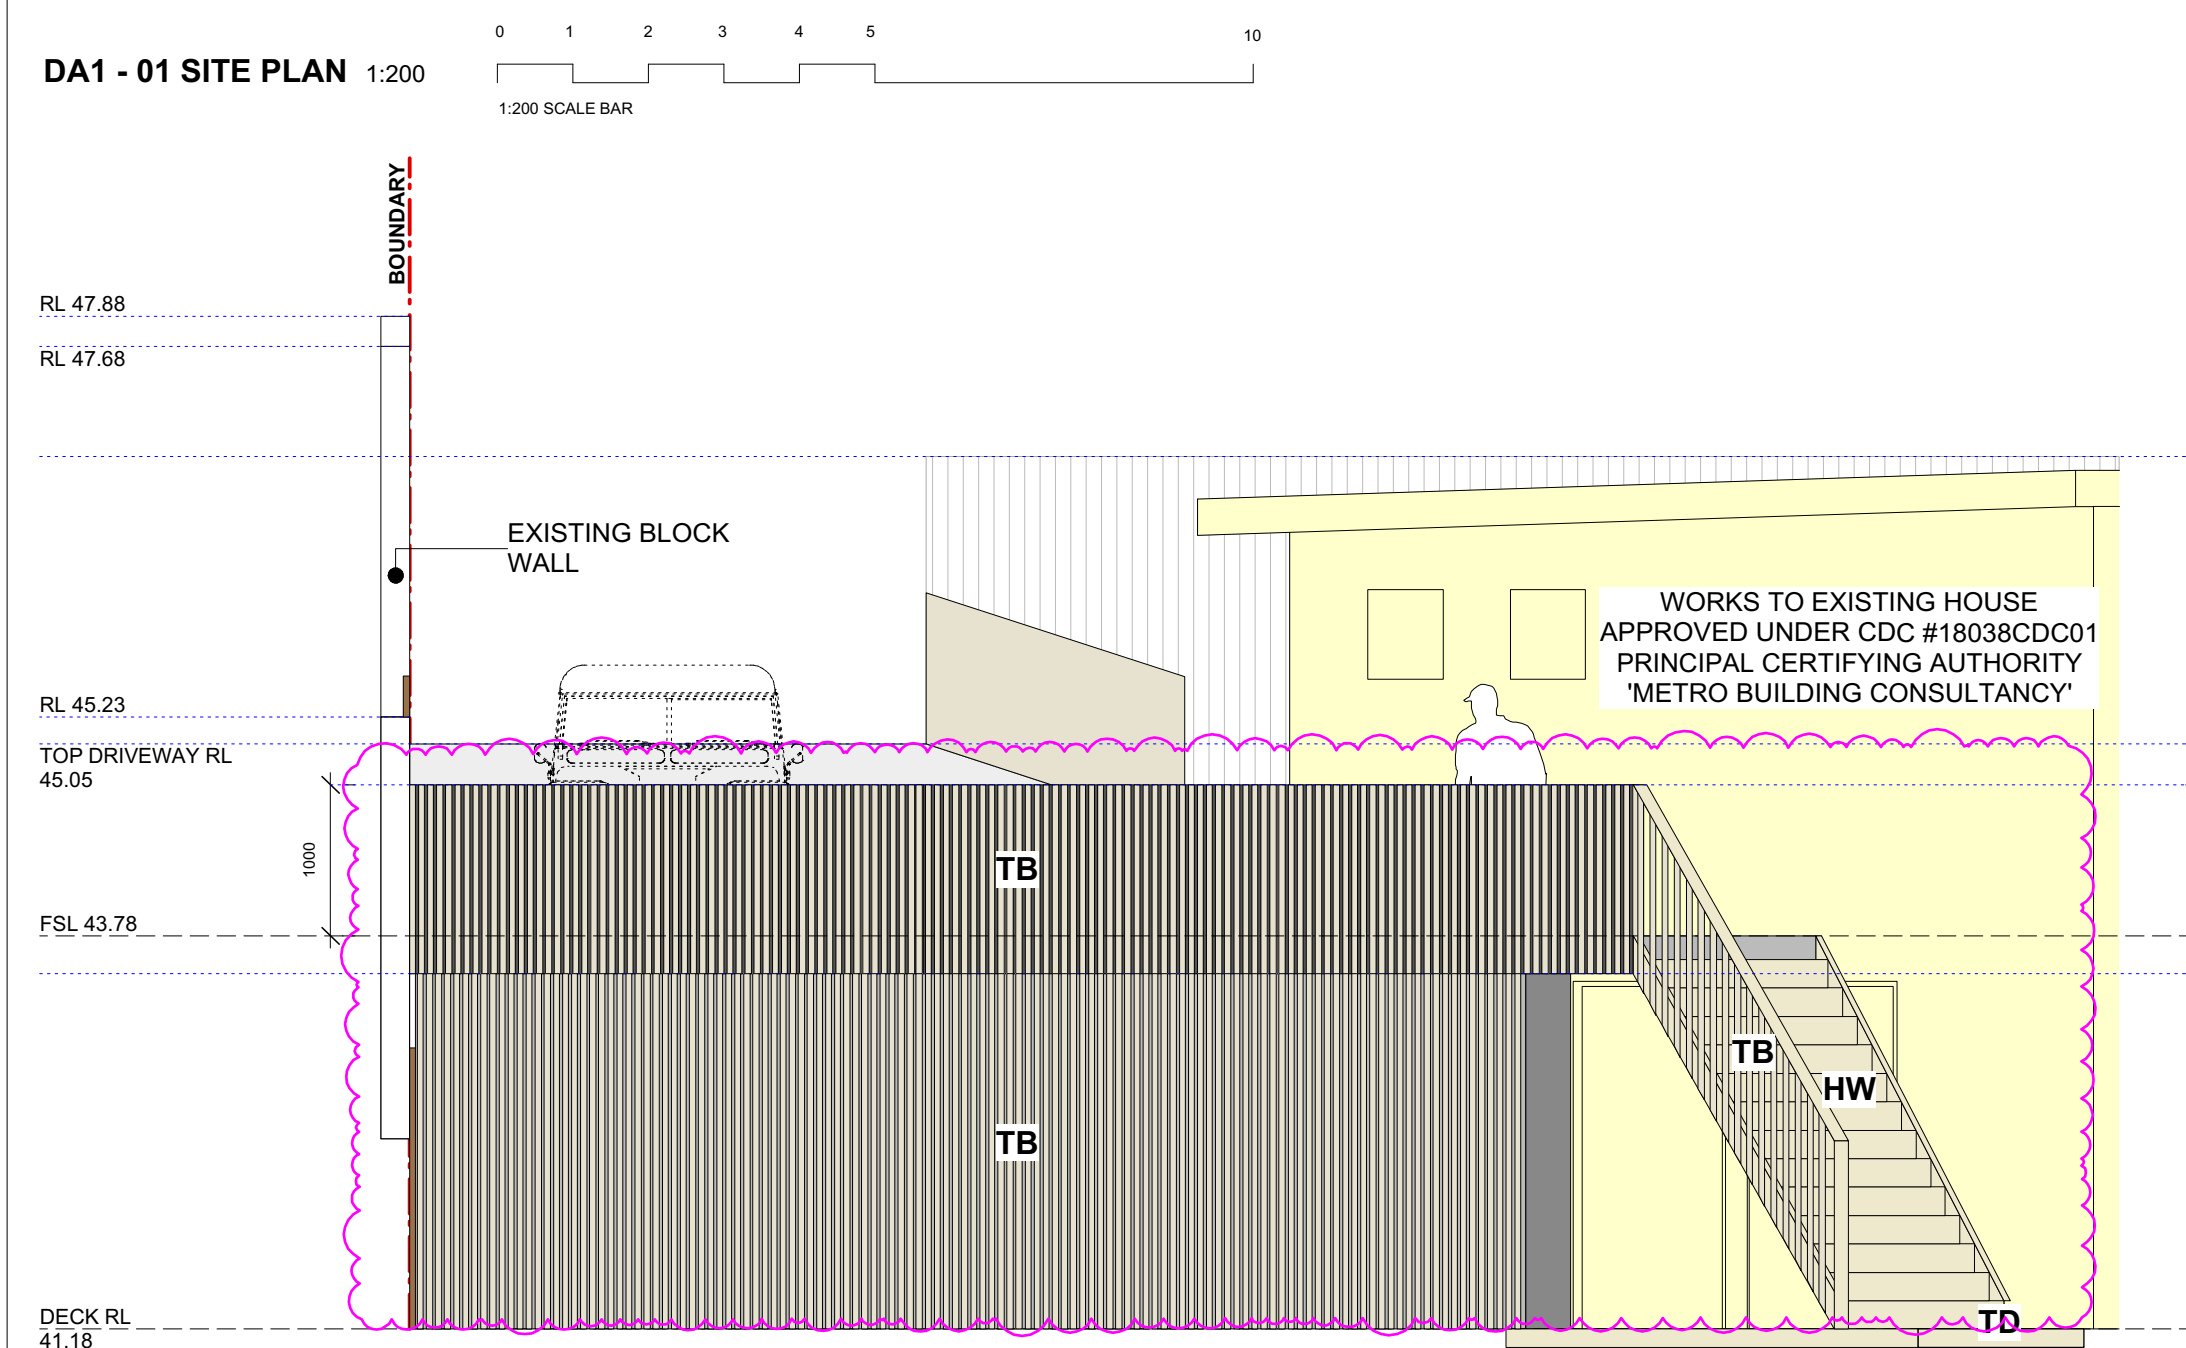 0 1 2 3 4 5 10
DA1 - 01 SITE PLAN 1:200
1:200 SCALE BAR
BOUNDARY
RL 47.88
RL 47.68
EXISTING BLOCK
WALL
WORKS TO EXISTING HOUSE
APPROVED UNDER CDC #18038CDC01
PRINCIPAL CERTIFYING AUTHORITY
'METRO BUILDING CONSULTANCY'
RL 45.23
TOP DRIVEWAY RL
45.05
1000
TB
FSL 43.78
TB
HW
TB
DECK RL
41.18
TD